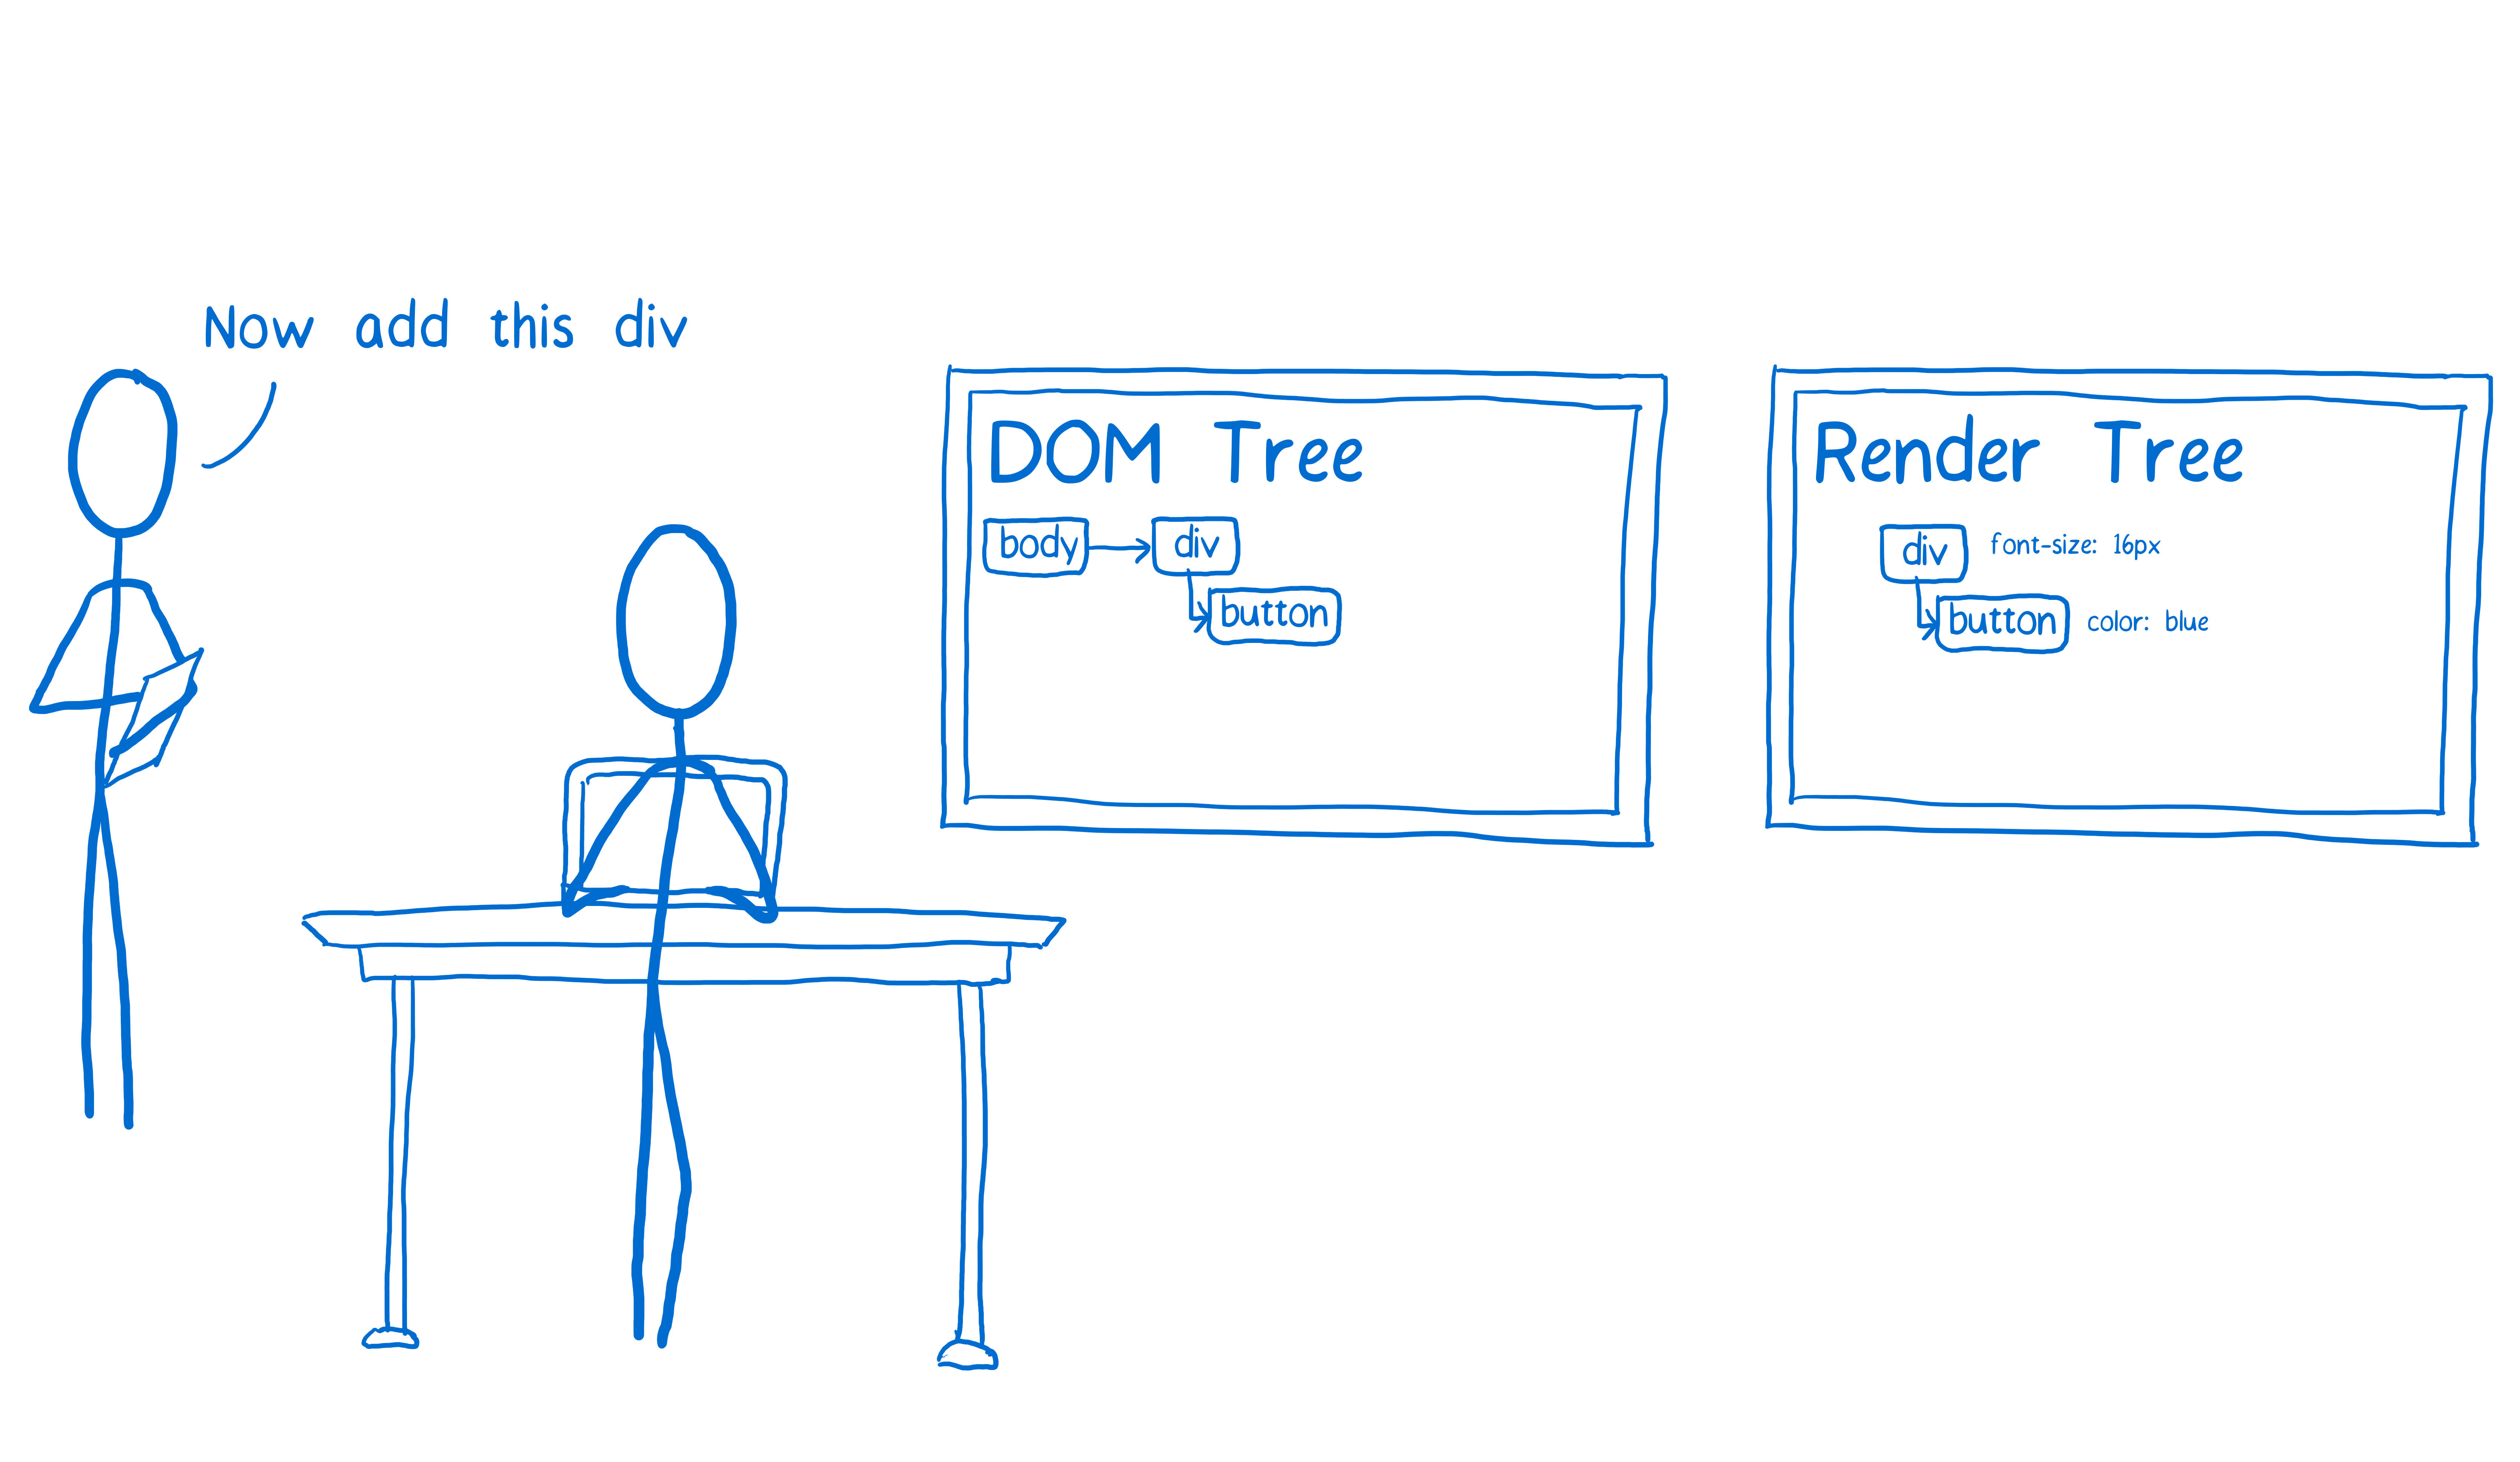 Now add this div
DOM Tree
body
div
button
Render Tree
div
font-size: 16px
button
color: blue